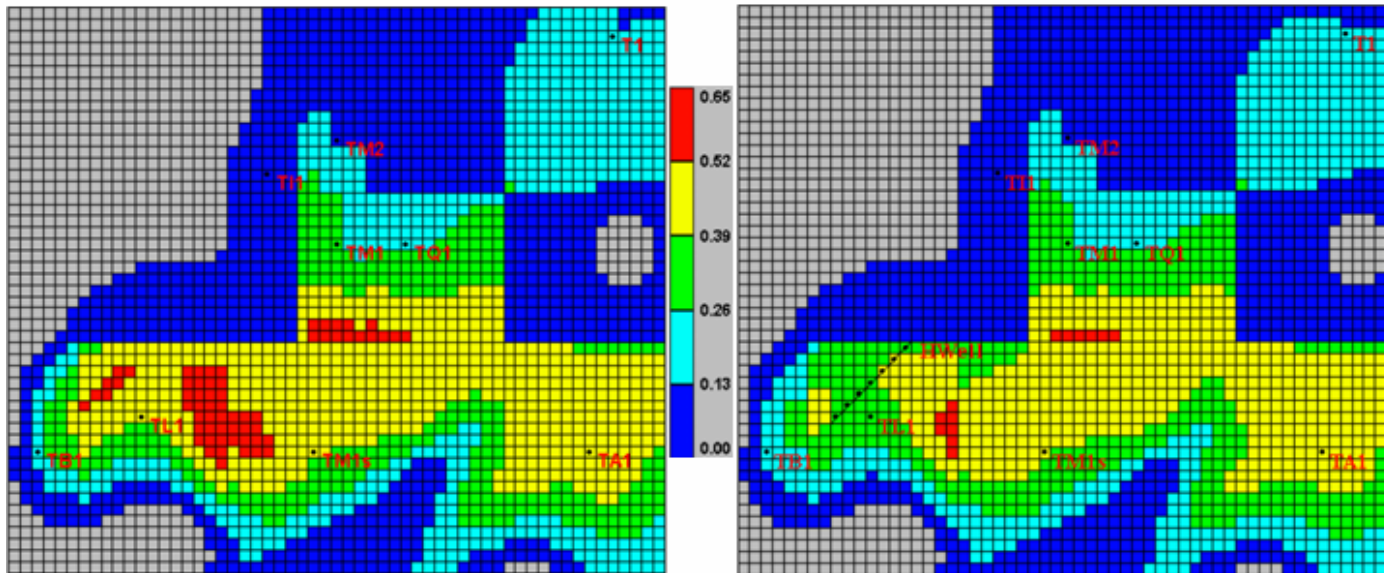 T1
TM2
TI1
TM1 TQ1
TL1
TB1 TM1s TA1
0.65
0.52
0.39
0.26
0.13
0.00
T1
TM2
TI1
TM1 TQ1
HWell
TL1
TB1 TM1s TA1